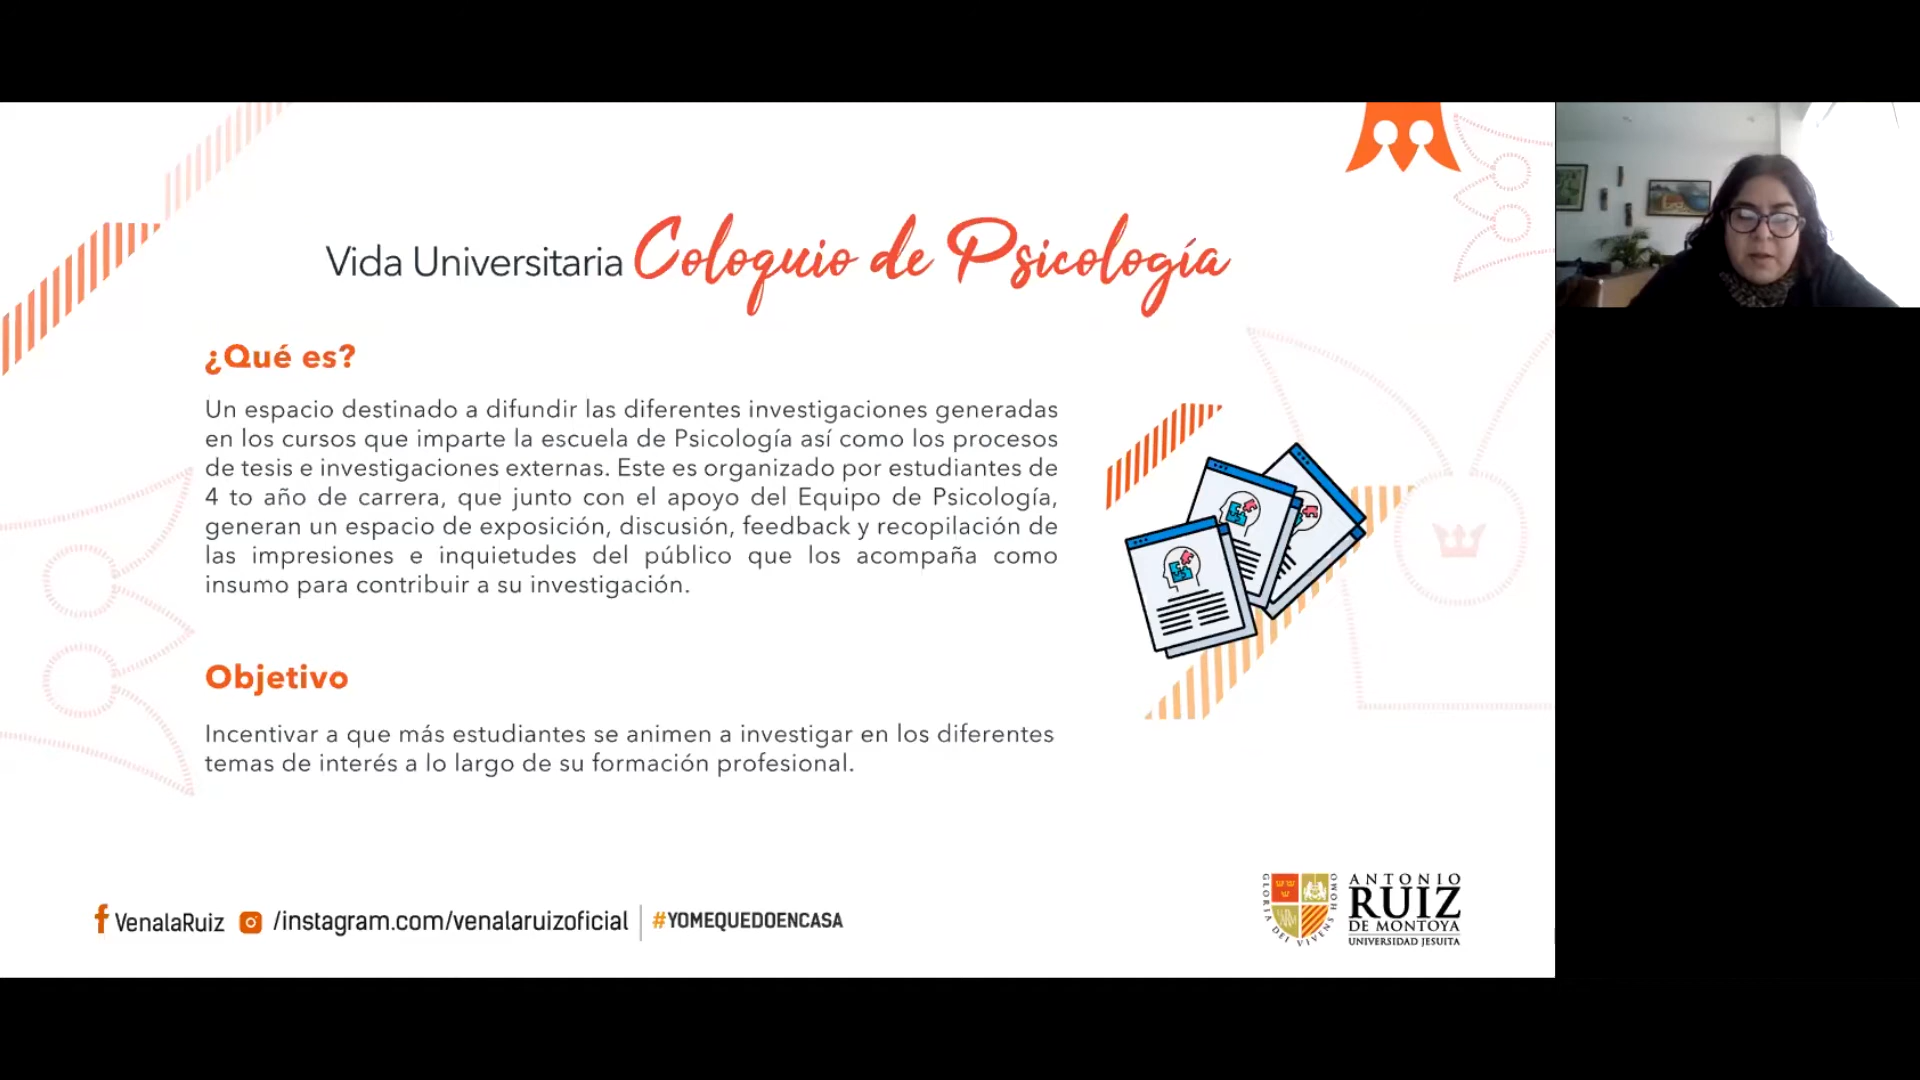 Vida Universitaria Coloquio de Psicología
¿Qué es?
Un espacio destinado a difundir las diferentes investigaciones generadas
en los cursos que imparte la escuela de Psicología así como los procesos
de tesis e investigaciones externas. Este es organizado por estudiantes de
4 to año de carrera, que junto con el apoyo del Equipo de Psicología,
generan un espacio de exposición, discusión, feedback y recopilación de
las impresiones e inquietudes del público que los acompaña como
insumo para contribuir a su investigación.
Objetivo
Incentivar a que más estudiantes se animen a investigar en los diferentes
temas de interés a lo largo de su formación profesional.
VenalaRuiz /instagram.com/venalaruizoficial #YOMEQUEDOENCASA
GLORIA DEI VIVENS HOMO
ANTONIO
RUIZ
DE MONTOYA
UNIVERSIDAD JESUITA